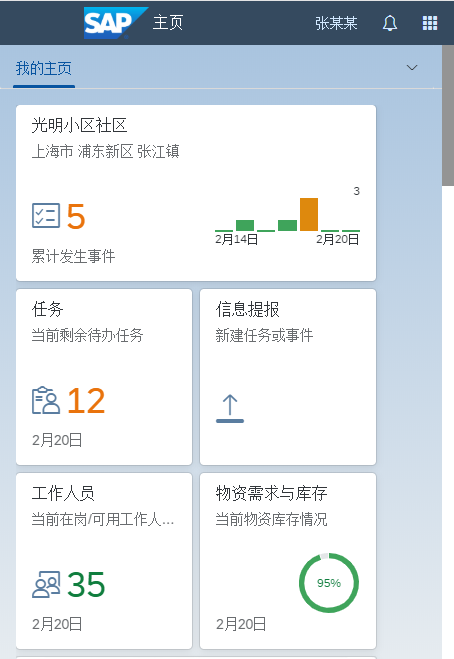 SAP 主页 张某某
我的主页
光明小区社区
上海市 浦东新区 张江镇
5
3
2月14日 2月20日
累计发生事件
任务
当前剩余待办任务
12
2月20日
信息提报
新建任务或事件
工作人员
当前在岗/可用工作人...
35
2月20日
物资需求与库存
当前物资库存情况
95%
2月20日